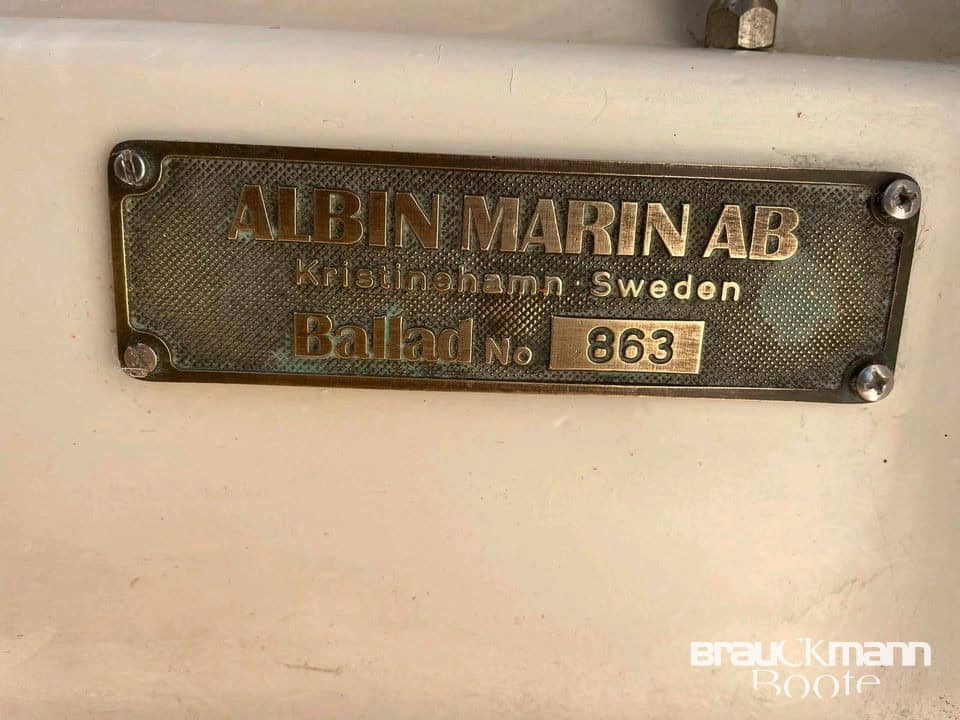 ALBIN MARIN AB
Kristinehamn · Sweden
Ballad No 863
brauCkmann
Boote